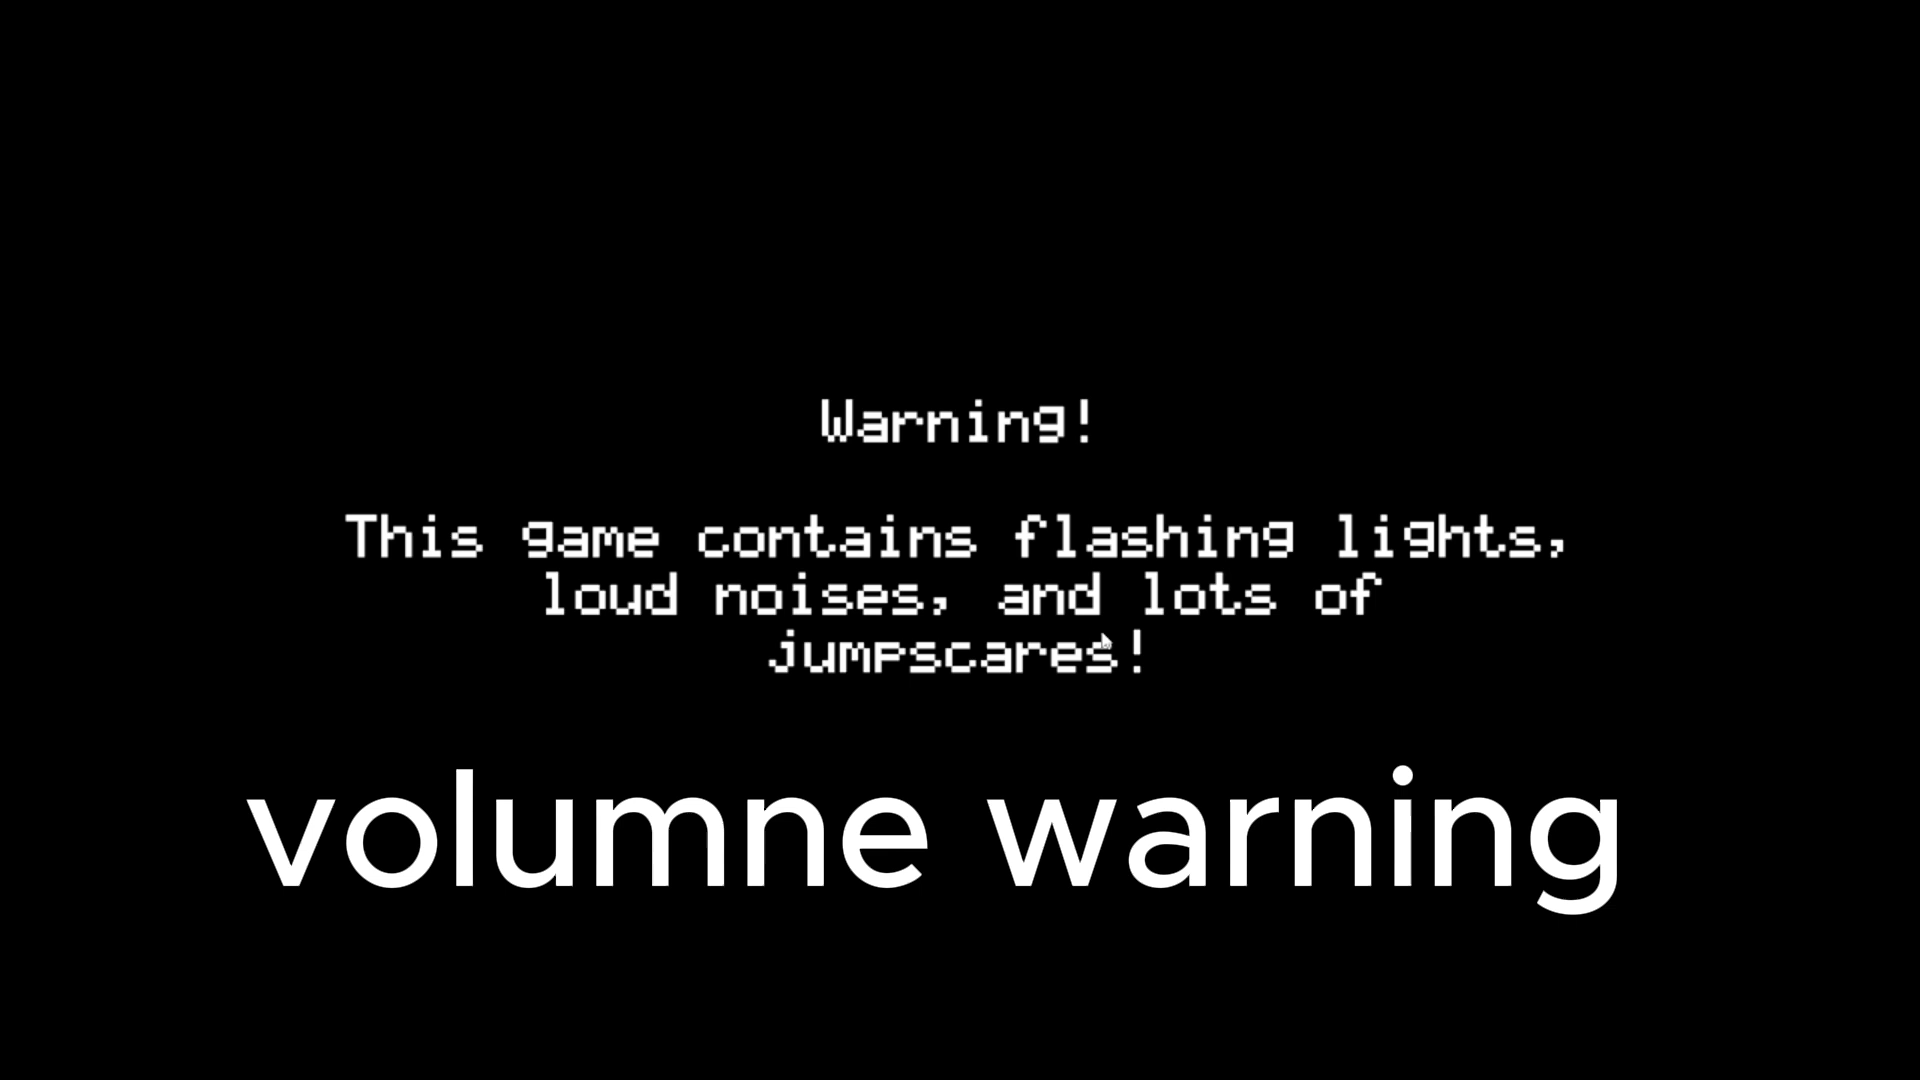 Warning!
This game contains flashing lights,
loud noises, and lots of
jumpscares!
volumne warning